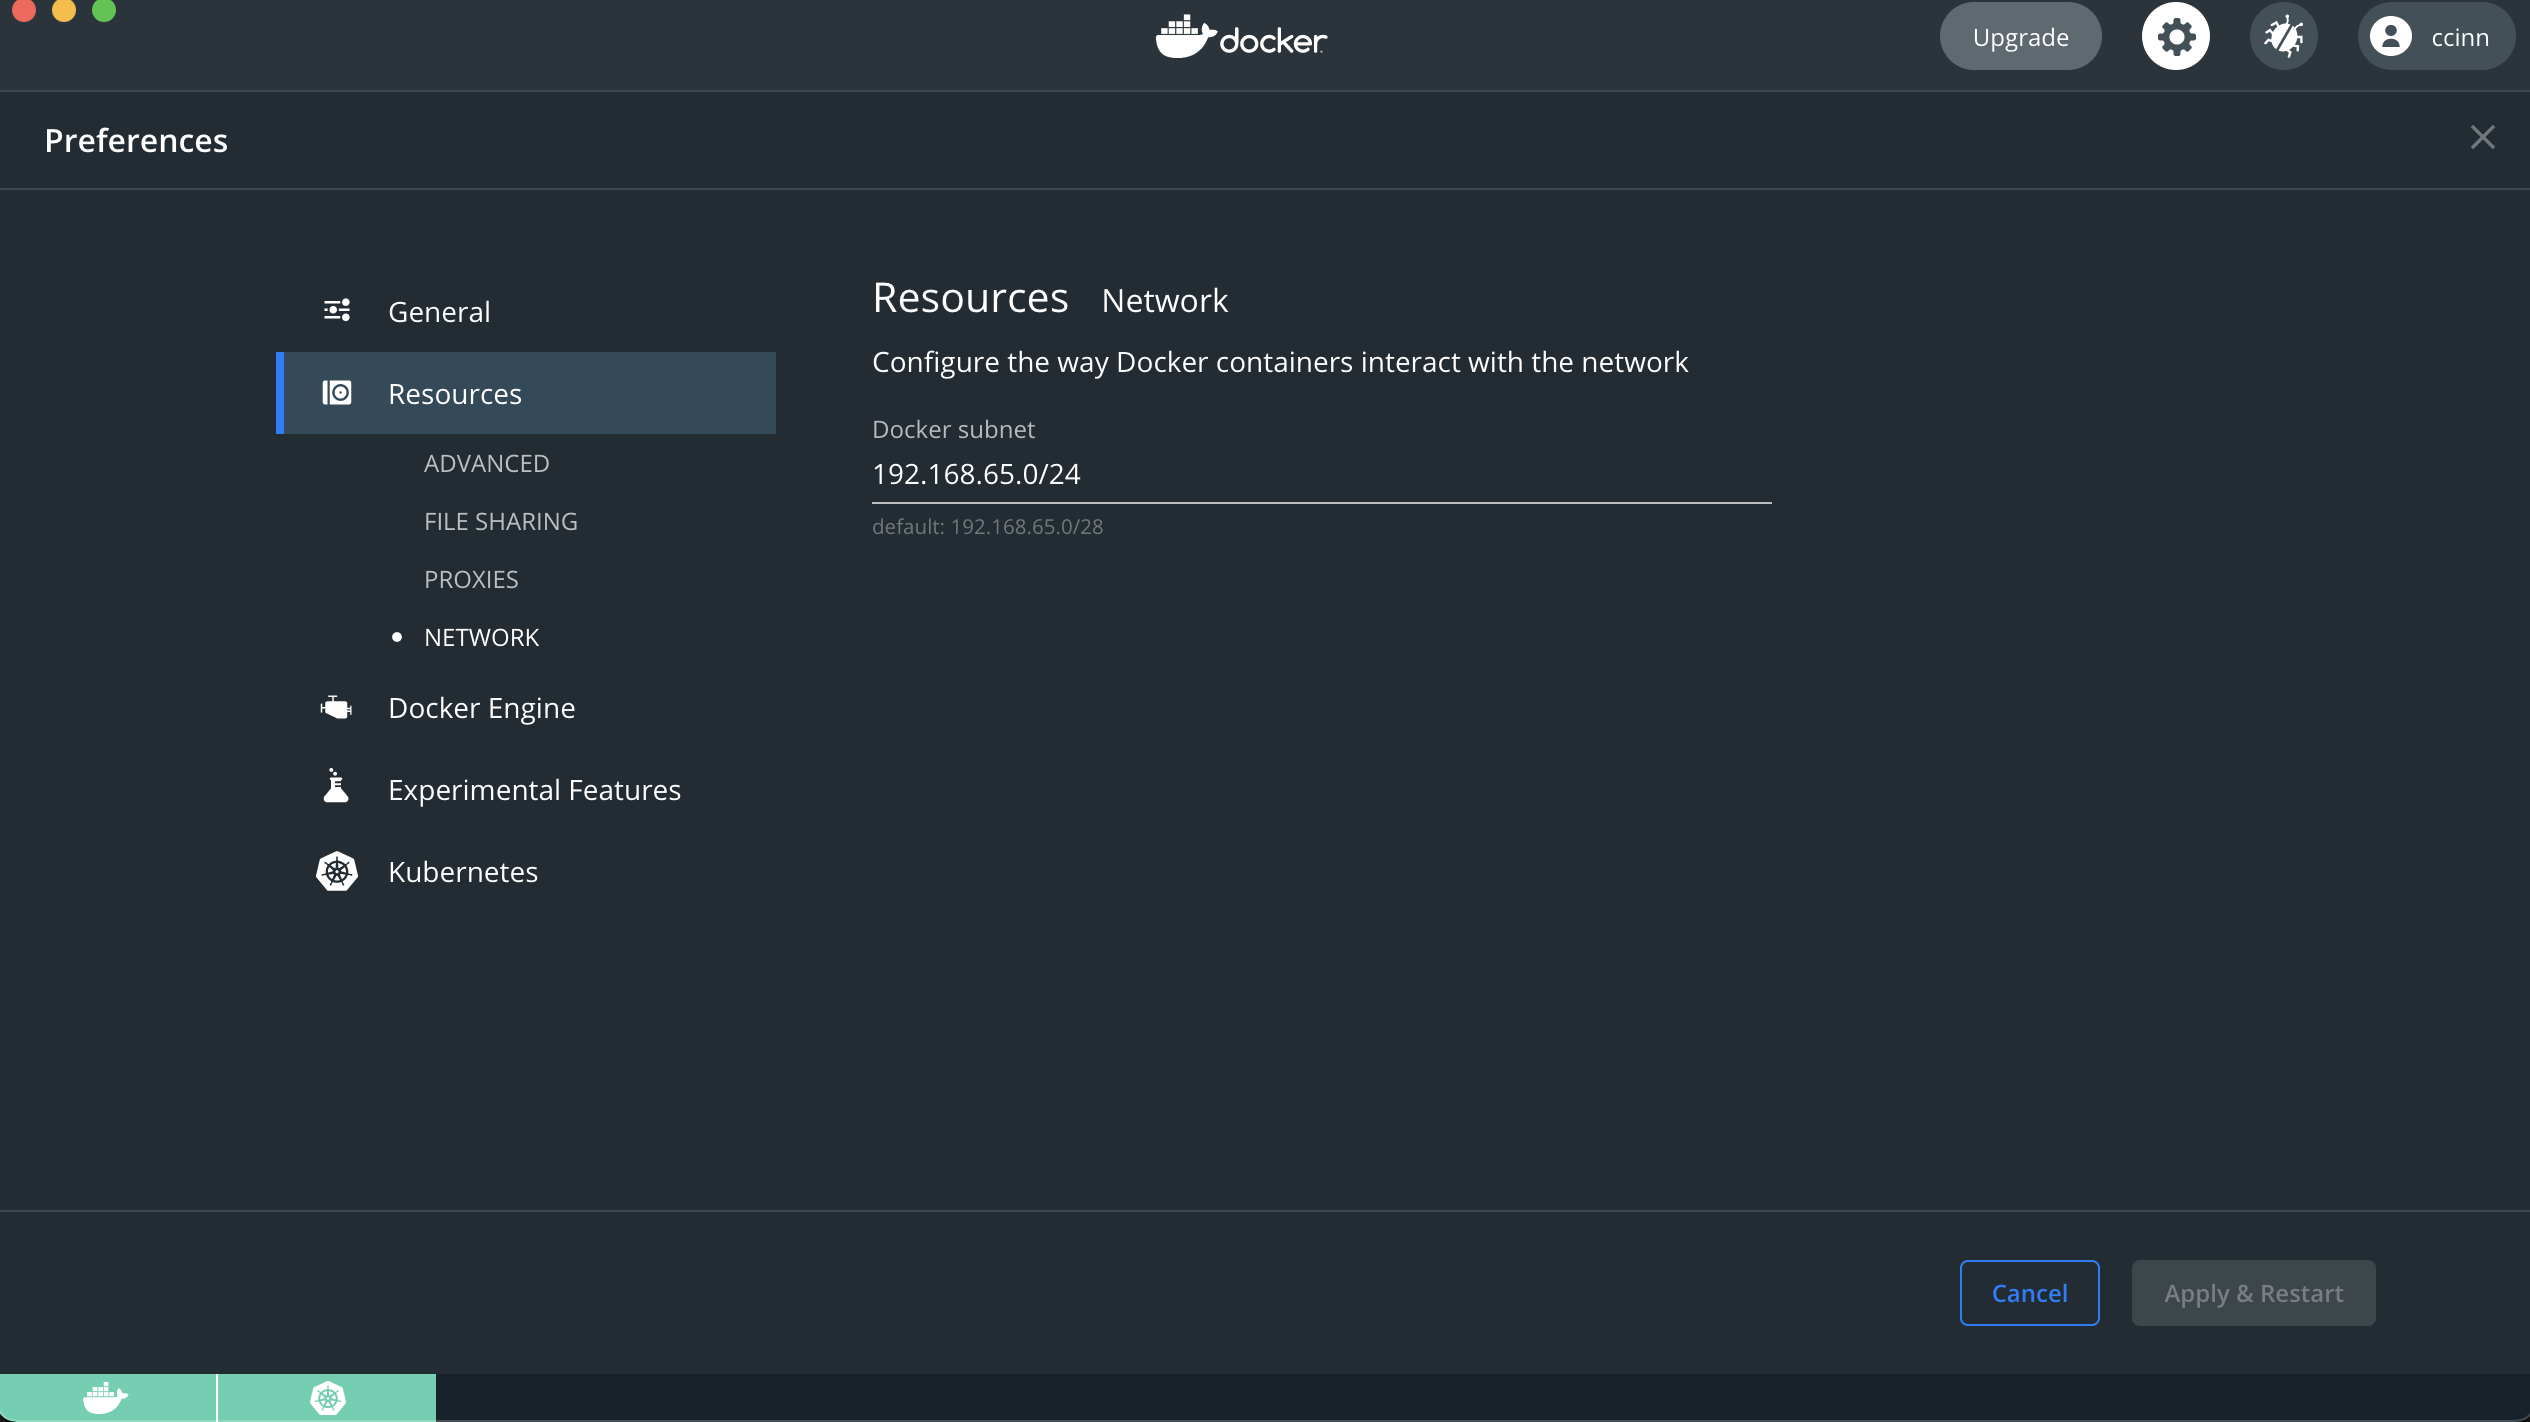 docker
Upgrade
ccinn
Preferences
General
Resources
ADVANCED
FILE SHARING
PROXIES
NETWORK
Docker Engine
Experimental Features
Kubernetes
Resources Network
Configure the way Docker containers interact with the network
Docker subnet
192.168.65.0/24
default: 192.168.65.0/28
Cancel
Apply & Restart